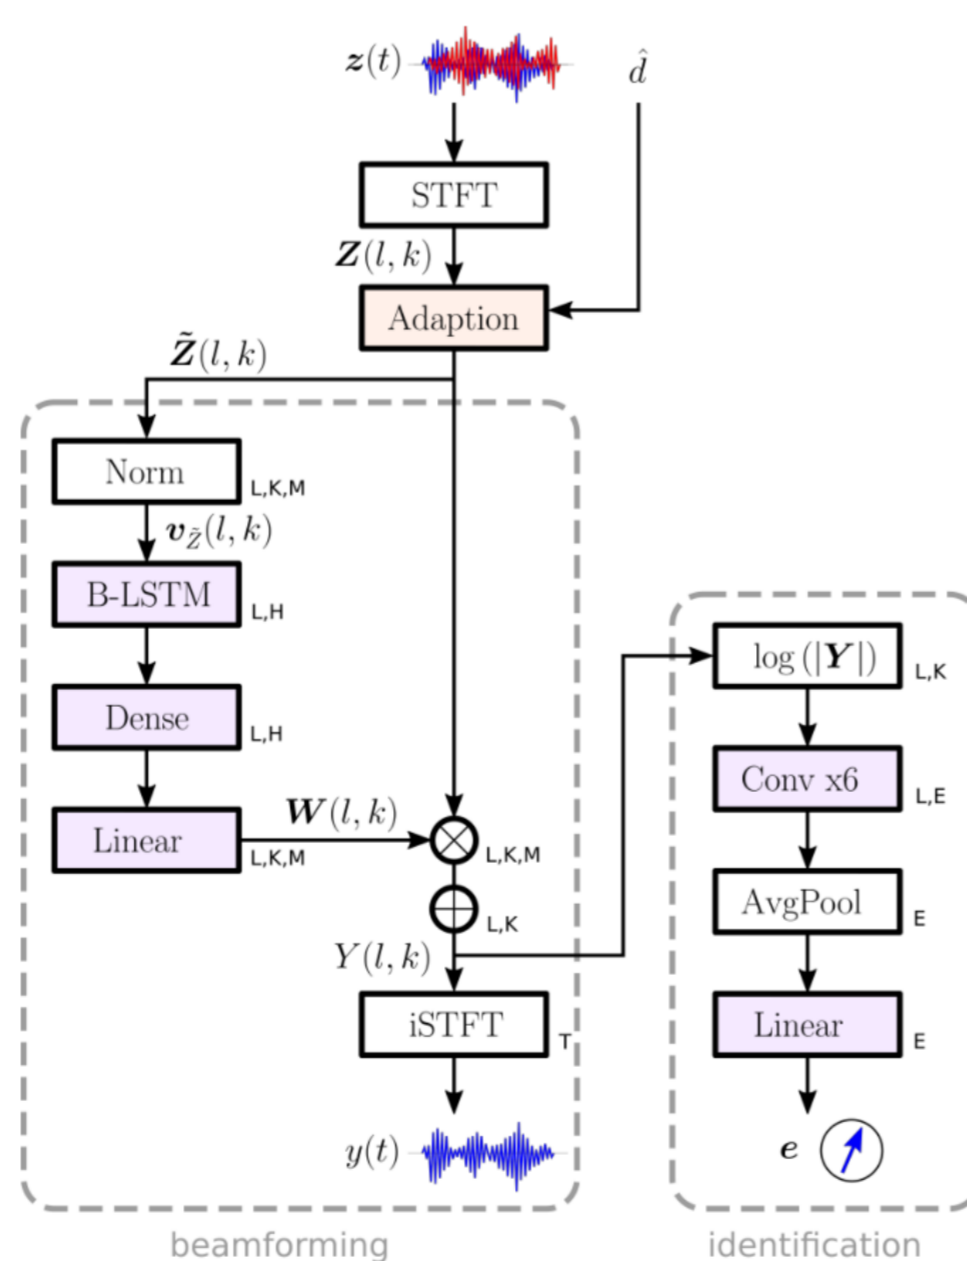 z(t)
d̂
STFT
Z(l, k)
Adaption
Z̃(l, k)
Norm
L,K,M
v_Z̃(l, k)
B-LSTM
L,H
Dense
L,H
Linear
L,K,M
W(l, k)
L,K,M
L,K
Y(l, k)
iSTFT
T
y(t)
beamforming
log (|Y|)
L,K
Conv x6
L,E
AvgPool
E
Linear
E
e
identification